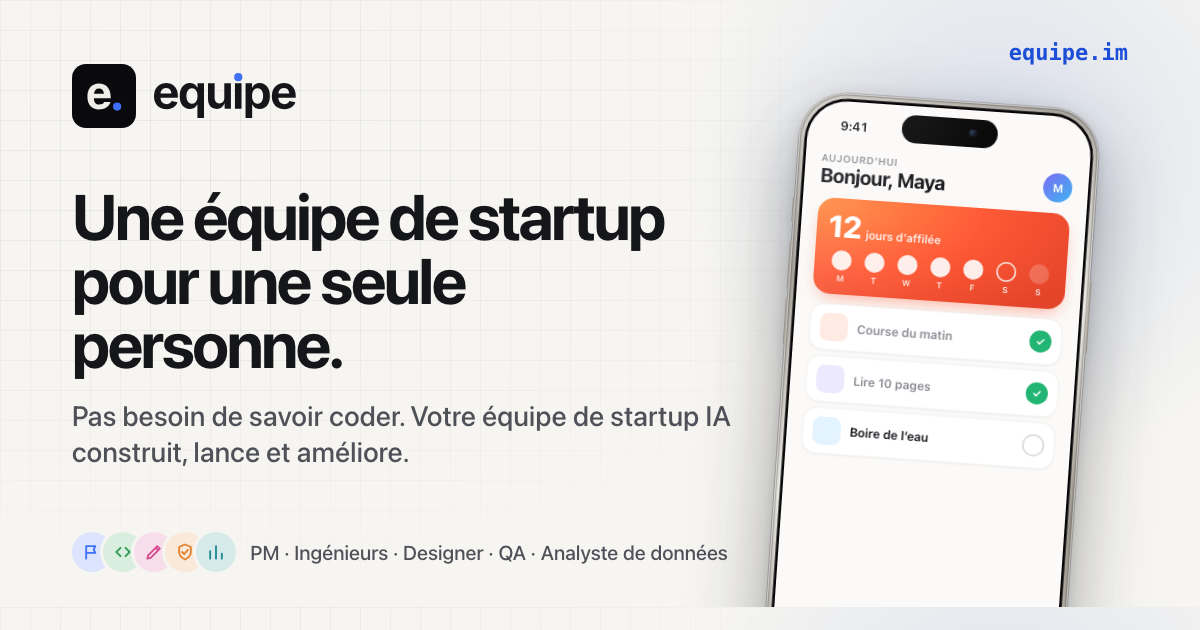 equipe.im
e. equipe
Une équipe de startup
pour une seule
personne.
Pas besoin de savoir coder. Votre équipe de startup IA
construit, lance et améliore.
PM · Ingénieurs · Designer · QA · Analyste de données
9:41
AUJOURD'HUI
Bonjour, Maya
M
12 jours d'affilée
M T W T F S S
Course du matin
Lire 10 pages
Boire de l'eau